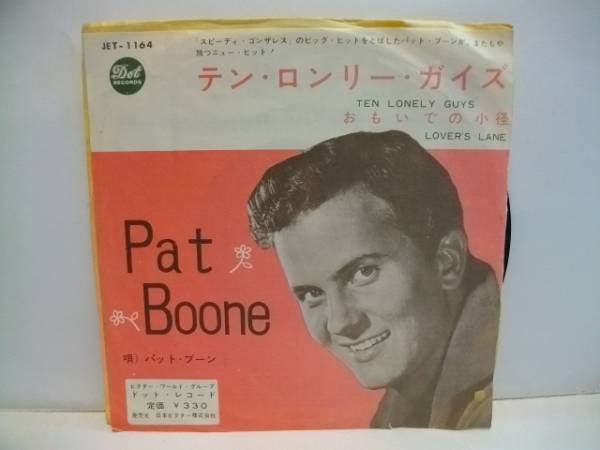 JET-1164
Dot
RECORDS
「スピーディ・ゴンザレス」のビッグ・ヒットをとばしたパット・ブーンが、またもや
放つニュー・ヒット!
テン・ロンリー・ガイズ
TEN LONELY GUYS
おもいでの小径
LOVER'S LANE
Pat
Boone
唄) パット・ブーン
ビクター・ワールド・グループ
ドット・レコード
定価 ¥330
発売元 日本ビクター株式会社